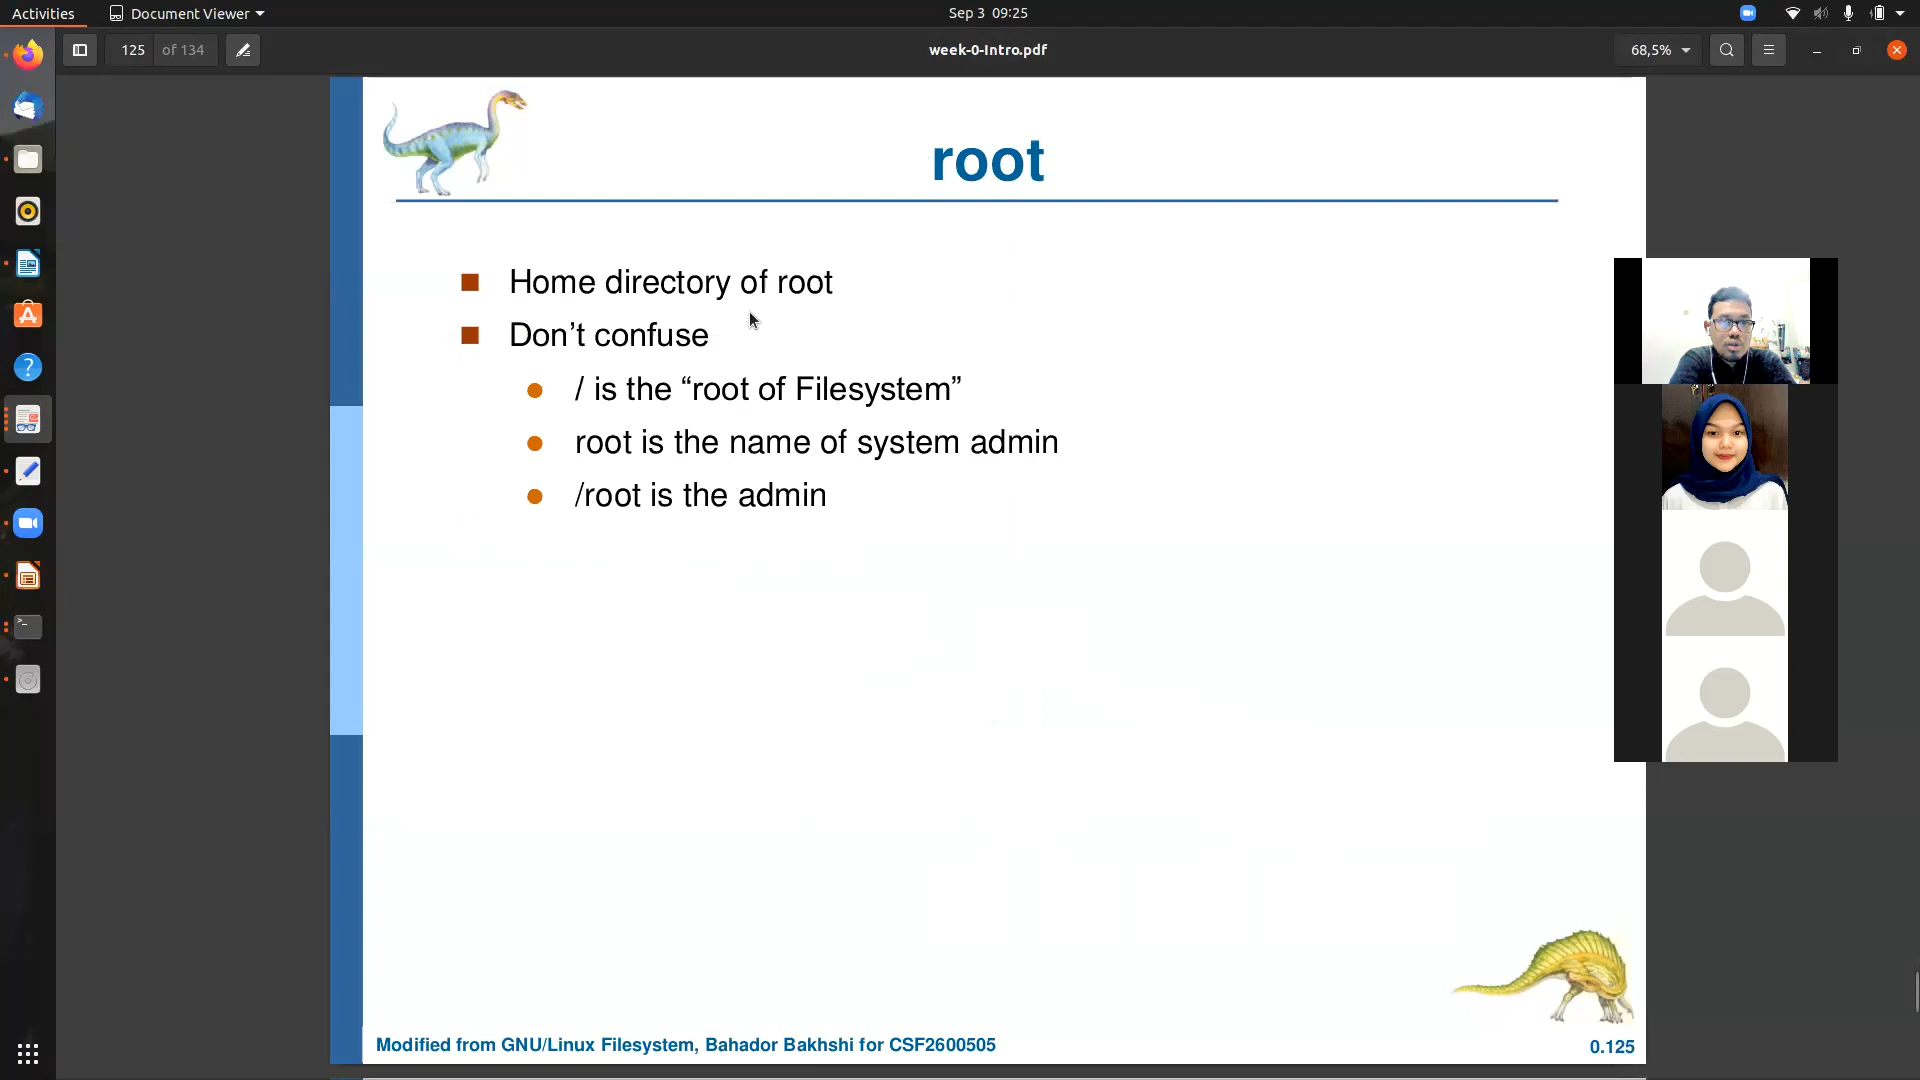 Activities
Document Viewer
Sep 3 09:25
125
of 134
week-0-Intro.pdf
68,5%
root
Home directory of root
Don’t confuse
/ is the “root of Filesystem”
root is the name of system admin
/root is the admin
Modified from GNU/Linux Filesystem, Bahador Bakhshi for CSF2600505
0.125